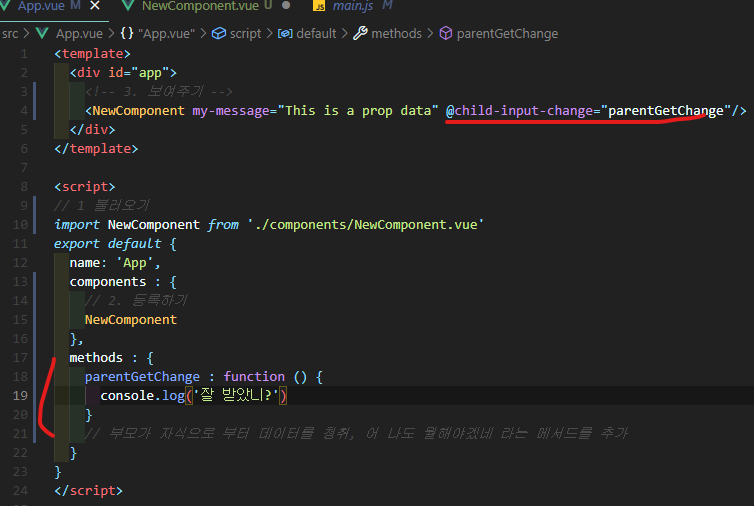 App.vue M NewComponent.vue U JS main.js M
src > App.vue > {} "App.vue" > script > default > methods > parentGetChange
1 <template>
2 <div id="app">
3 <!-- 3. 보여주기 -->
4 <NewComponent my-message="This is a prop data" @child-input-change="parentGetChange"/>
5 </div>
6 </template>
7
8 <script>
9 // 1 불러오기
10 import NewComponent from './components/NewComponent.vue'
11 export default {
12 name: 'App',
13 components : {
14 // 2. 등록하기
15 NewComponent
16 },
17 methods : {
18 parentGetChange : function () {
19 console.log('잘 받았니?')
20 }
21 // 부모가 자식으로 부터 데이터를 청취, 어 나도 뭘해야겠네 라는 메서드를 추가
22 }
23 }
24 </script>